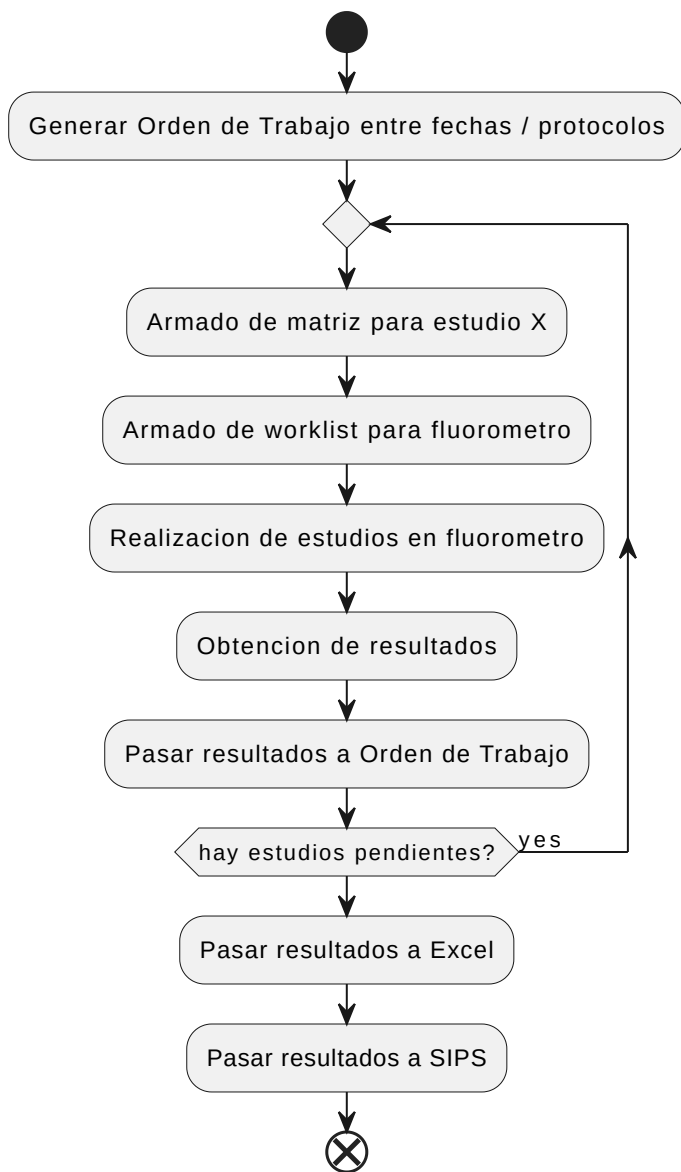 Generar Orden de Trabajo entre fechas / protocolos
Armado de matriz para estudio X
Armado de worklist para fluorometro
Realizacion de estudios en fluorometro
Obtencion de resultados
Pasar resultados a Orden de Trabajo
hay estudios pendientes?
yes
Pasar resultados a Excel
Pasar resultados a SIPS